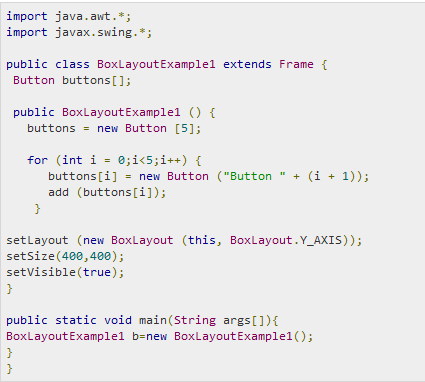 import java.awt.*;
import javax.swing.*;

public class BoxLayoutExample1 extends Frame {
 Button buttons[];

 public BoxLayoutExample1 () {
   buttons = new Button [5];

   for (int i = 0;i<5;i++) {
      buttons[i] = new Button ("Button " + (i + 1));
      add (buttons[i]);
    }

setLayout (new BoxLayout (this, BoxLayout.Y_AXIS));
setSize(400,400);
setVisible(true);
}

public static void main(String args[]){
BoxLayoutExample1 b=new BoxLayoutExample1();
}
}